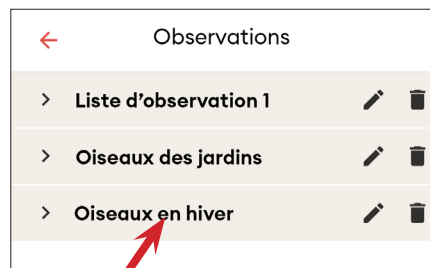 Observations
Liste d’observation 1
Oiseaux des jardins
Oiseaux en hiver